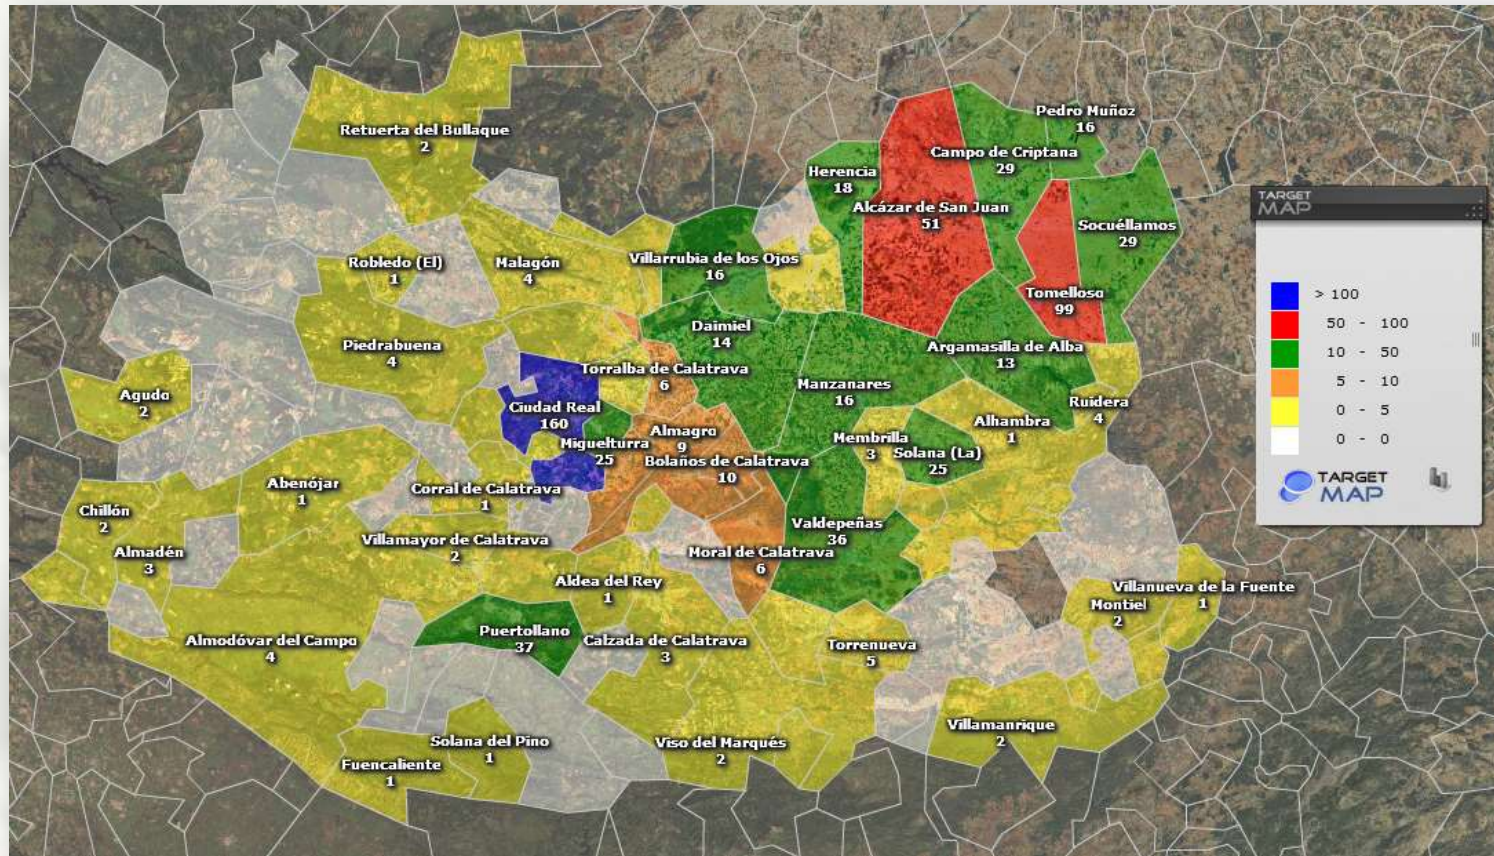 Pedro Muñoz
16
Retuerta del Bullaque
2
Campo de Criptana
29
Herencia
18
Alcázar de San Juan
51
Socuéllamos
29
Robledo (El)
1
Malagón
4
Villarrubia de los Ojos
16
Tomelloso
99
Daimiel
14
Piedrabuena
4
Argamasilla de Alba
13
Torralba de Calatrava
6
Manzanares
16
Agudo
2
Ruidera
4
Ciudad Real
160
Alhambra
1
Almagro
9
Miguelturra
25
Membrilla
3
Solana (La)
25
Bolaños de Calatrava
10
Abenójar
1
Corral de Calatrava
1
Chillón
2
Valdepeñas
36
Villamayor de Calatrava
2
Almadén
3
Moral de Calatrava
6
Aldea del Rey
1
Villanueva de la Fuente
1
Montiel
2
Puertollano
37
Almodóvar del Campo
4
Calzada de Calatrava
3
Torrenueva
5
Villamanrique
2
Solana del Pino
1
Viso del Marqués
2
Fuencaliente
1
TARGET
MAP
> 100
50 - 100
10 - 50
5 - 10
0 - 5
0 - 0
TARGET
MAP